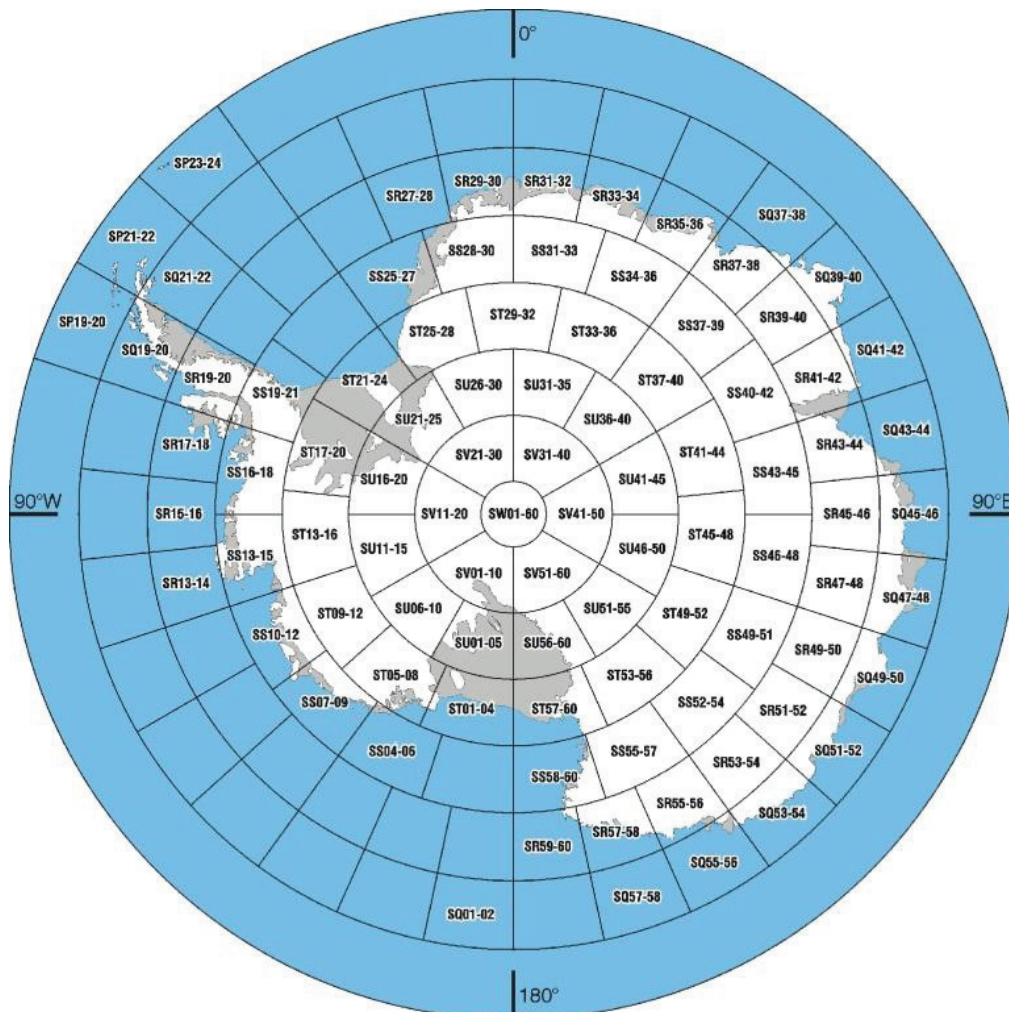 0°
SP23-24
SR29-30
SR31-32
SR27-28
SR33-34
SR35-36
SQ37-38
SP21-22
SS28-30
SS31-33
SR37-38
SQ21-22
SS25-27
SS34-36
SQ39-40
SP19-20
ST29-32
SR39-40
SS37-39
ST25-28
ST33-36
SQ19-20
SQ41-42
SR19-20
ST21-24
SU26-30
SU31-35
ST37-40
SR41-42
SS19-21
SS40-42
SU21-25
SU36-40
SQ43-44
SR17-18
ST17-20
SV21-30
SV31-40
ST41-44
SR43-44
SS16-18
SU16-20
SU41-45
SS43-45
90°W
90°E
SR15-16
SV11-20
SW01-60
SV41-50
SR45-46
SQ45-46
ST13-16
ST45-48
SS13-15
SU11-15
SU46-50
SS46-48
SR13-14
SV01-10
SV51-60
SR47-48
SQ47-48
ST09-12
SU06-10
SU51-55
ST49-52
SS10-12
SS49-51
SU01-05
SU56-60
SR49-50
ST05-08
ST53-56
SQ49-50
SS07-09
ST01-04
ST57-60
SS52-54
SR51-52
SS04-06
SS55-57
SQ51-52
SS58-60
SR53-54
SR55-56
SQ53-54
SR57-58
SR59-60
SQ55-56
SQ57-58
SQ01-02
180°